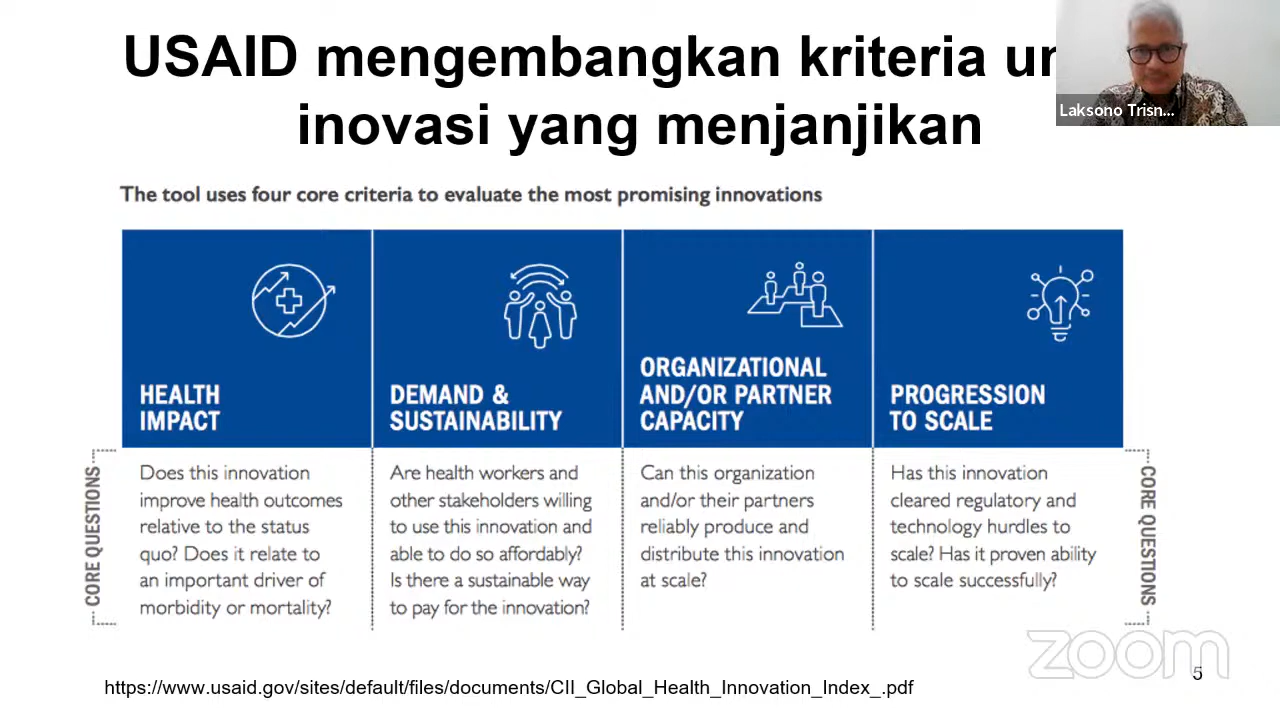 USAID mengembangkan kriteria
inovasi yang menjanjikan
Laksono Trisn...
The tool uses four core criteria to evaluate the most promising innovations
HEALTH
IMPACT
DEMAND &
SUSTAINABILITY
ORGANIZATIONAL
AND/OR PARTNER
CAPACITY
PROGRESSION
TO SCALE
CORE QUESTIONS
Does this innovation
improve health outcomes
relative to the status
quo? Does it relate to
an important driver of
morbidity or mortality?
Are health workers and
other stakeholders willing
to use this innovation and
able to do so affordably?
Is there a sustainable way
to pay for the innovation?
Can this organization
and/or their partners
reliably produce and
distribute this innovation
at scale?
Has this innovation
cleared regulatory and
technology hurdles to
scale? Has it proven ability
to scale successfully?
CORE QUESTIONS
zoom
5
https://www.usaid.gov/sites/default/files/documents/CII_Global_Health_Innovation_Index_.pdf